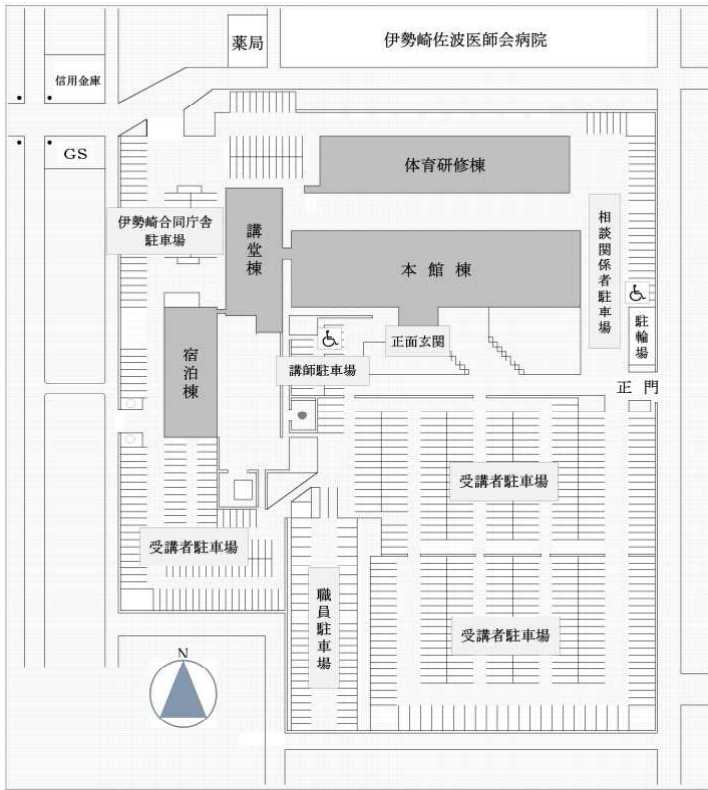 薬局
伊勢崎佐波医師会病院
信用金庫
GS
体育研修棟
伊勢崎合同庁舎
駐車場
講堂棟
本館棟
相談関係者駐車場
駐輪場
正面玄関
講師駐車場
宿泊棟
正門
受講者駐車場
受講者駐車場
職員駐車場
受講者駐車場
N